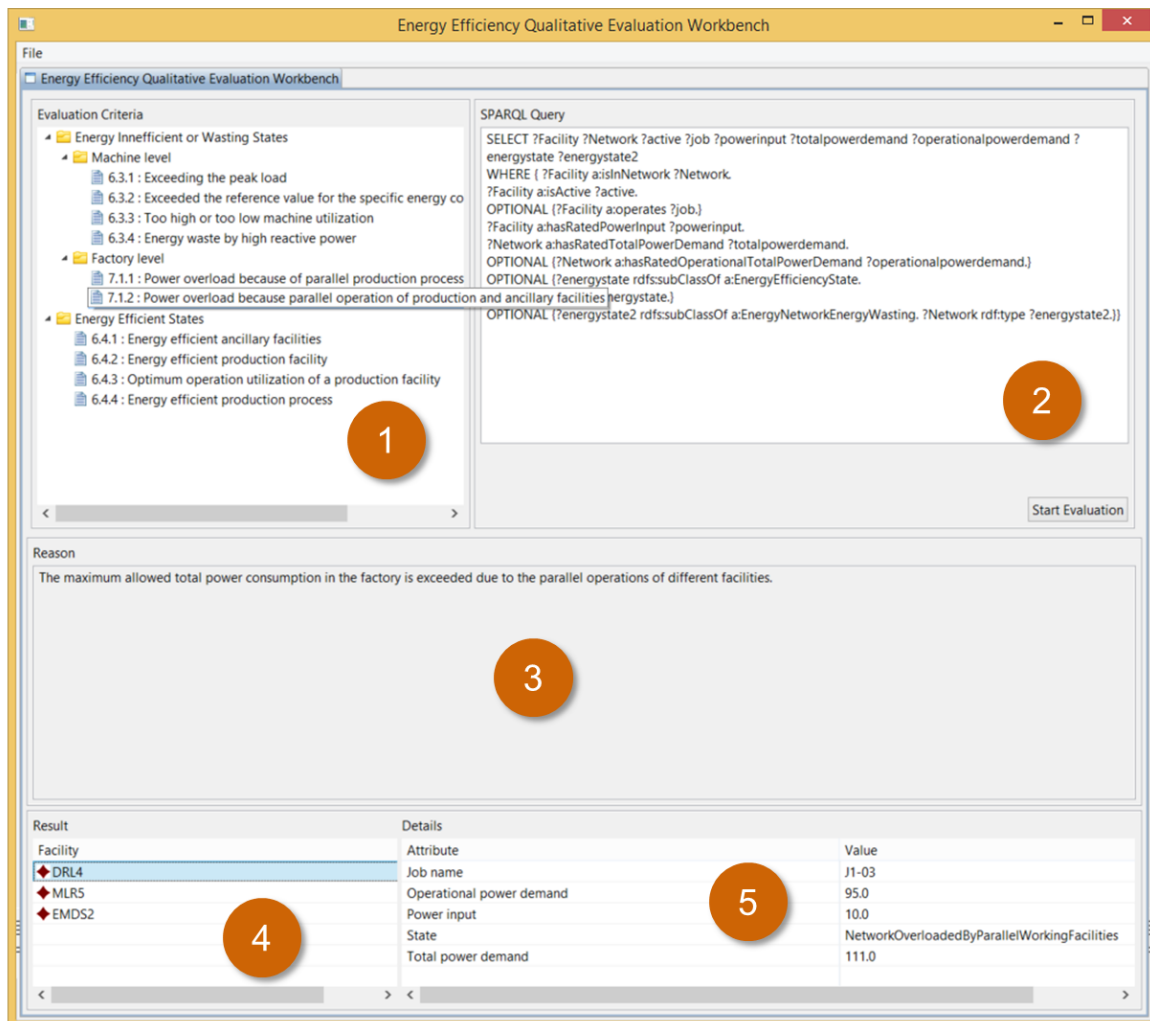 Energy Efficiency Qualitative Evaluation Workbench
File
Energy Efficiency Qualitative Evaluation Workbench
Evaluation Criteria
Energy Innefficient or Wasting States
Machine level
6.3.1 : Exceeding the peak load
6.3.2 : Exceeded the reference value for the specific energy co
6.3.3 : Too high or too low machine utilization
6.3.4 : Energy waste by high reactive power
Factory level
7.1.1 : Power overload because of parallel production process
7.1.2 : Power overload because parallel operation of production and ancillary facilities
Energy Efficient States
6.4.1 : Energy efficient ancillary facilities
6.4.2 : Energy efficient production facility
6.4.3 : Optimum operation utilization of a production facility
6.4.4 : Energy efficient production process
1
SPARQL Query
SELECT ?Facility ?Network ?active ?job ?powerinput ?totalpowerdemand ?operationalpowerdemand ?
energystate ?energystate2
WHERE { ?Facility a:isInNetwork ?Network.
?Facility a:isActive ?active.
OPTIONAL {?Facility a:operates ?job.}
?Facility a:hasRatedPowerInput ?powerinput.
?Network a:hasRatedTotalPowerDemand ?totalpowerdemand.
OPTIONAL {?Network a:hasRatedOperationalTotalPowerDemand ?operationalpowerdemand.}
OPTIONAL {?energystate rdfs:subClassOf a:EnergyEfficiencyState.
nergystate.}
OPTIONAL {?energystate2 rdfs:subClassOf a:EnergyNetworkEnergyWasting. ?Network rdf:type ?energystate2.}}
2
Start Evaluation
Reason
The maximum allowed total power consumption in the factory is exceeded due to the parallel operations of different facilities.
3
Result
Facility
DRL4
MLR5
EMDS2
4
Details
Attribute Value
Job name J1-03
Operational power demand 95.0
Power input 10.0
State NetworkOverloadedByParallelWorkingFacilities
Total power demand 111.0
5